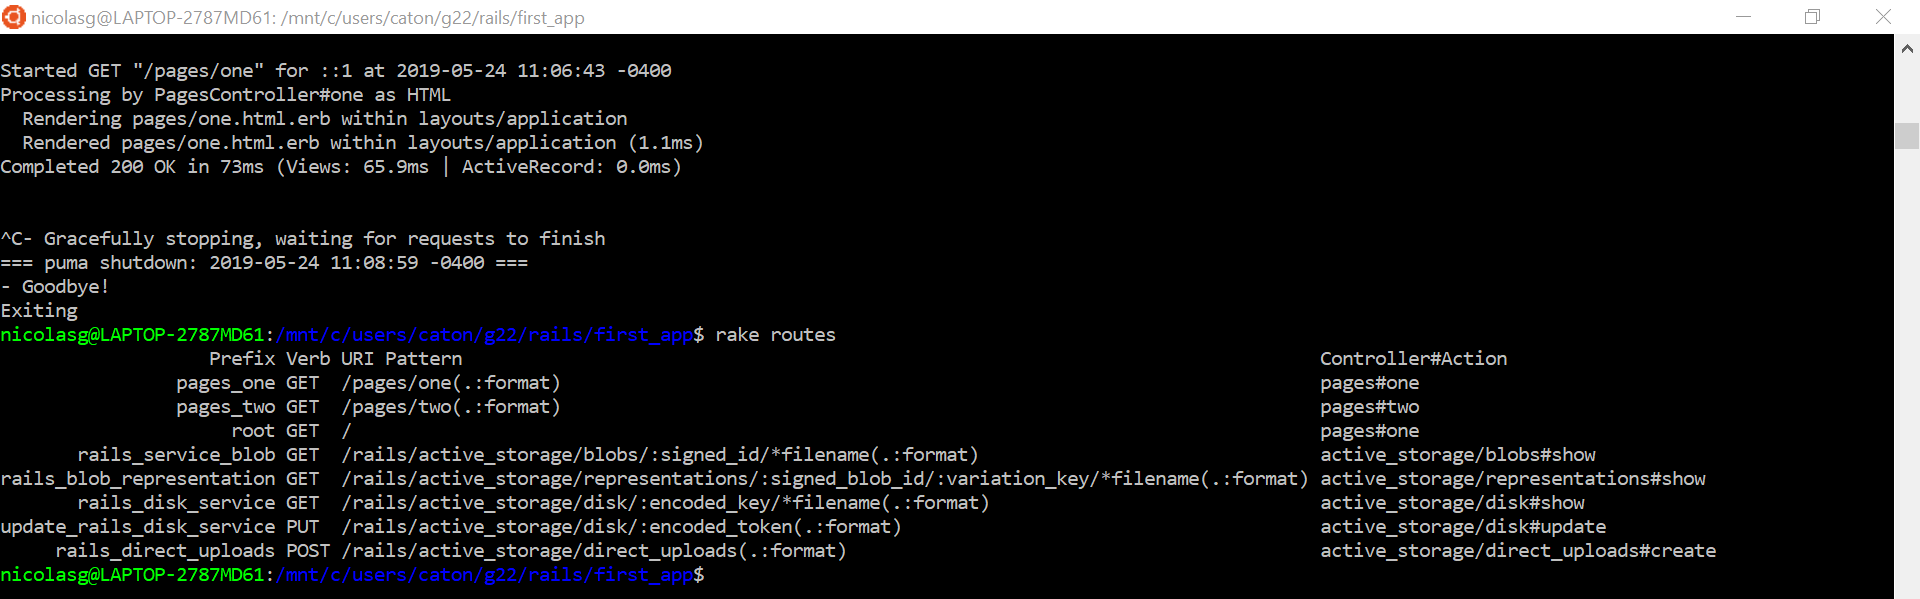 nicolasg@LAPTOP-2787MD61: /mnt/c/users/caton/g22/rails/first_app
Started GET "/pages/one" for ::1 at 2019-05-24 11:06:43 -0400
Processing by PagesController#one as HTML
  Rendering pages/one.html.erb within layouts/application
  Rendered pages/one.html.erb within layouts/application (1.1ms)
Completed 200 OK in 73ms (Views: 65.9ms | ActiveRecord: 0.0ms)
^C- Gracefully stopping, waiting for requests to finish
=== puma shutdown: 2019-05-24 11:08:59 -0400 ===
- Goodbye!
Exiting
nicolasg@LAPTOP-2787MD61:/mnt/c/users/caton/g22/rails/first_app$ rake routes
                   Prefix Verb URI Pattern                                                                              Controller#Action
                pages_one GET  /pages/one(.:format)                                                                     pages#one
                pages_two GET  /pages/two(.:format)                                                                     pages#two
                     root GET  /                                                                                        pages#one
       rails_service_blob GET  /rails/active_storage/blobs/:signed_id/*filename(.:format)                               active_storage/blobs#show
rails_blob_representation GET  /rails/active_storage/representations/:signed_blob_id/:variation_key/*filename(.:format) active_storage/representations#show
       rails_disk_service GET  /rails/active_storage/disk/:encoded_key/*filename(.:format)                              active_storage/disk#show
update_rails_disk_service PUT  /rails/active_storage/disk/:encoded_token(.:format)                                      active_storage/disk#update
     rails_direct_uploads POST /rails/active_storage/direct_uploads(.:format)                                           active_storage/direct_uploads#create
nicolasg@LAPTOP-2787MD61:/mnt/c/users/caton/g22/rails/first_app$